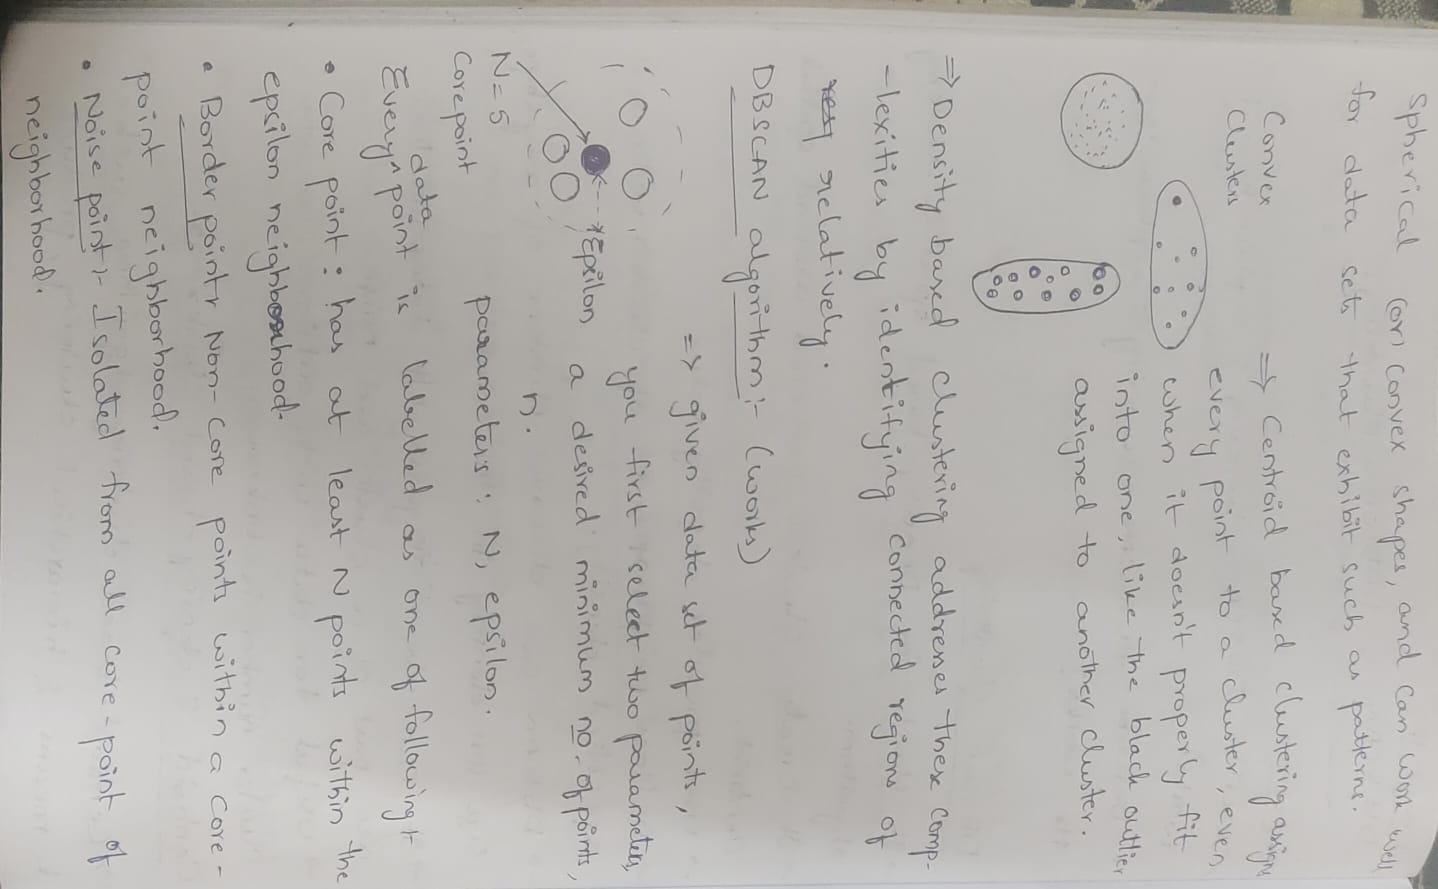 Spherical (or) convex shapes, and can work well
for data sets that exhibit such as patterns.
Convex
Clusters
⇒ Centroid based clustering assigns
every point to a cluster, even
when it doesn't properly fit
into one, like the black outlier
assigned to another cluster.
⇒ Density based clustering addresses these comp-
-lexities by identifying connected regions of
relatively.
DBSCAN algorithm:- (works)
=> given data set of points,
you first select two parameters,
a desired minimum no. of points,
n.
Epsilon
N=5
Core point
parameters: N, epsilon.
Every data point is labelled as one of following:-
• Core point: has at least N points within the
epsilon neighbourhood.
• Border point:- Non-core points within a core-
point neighborhood.
• Noise point:- Isolated from all core-point of
neighborhood.